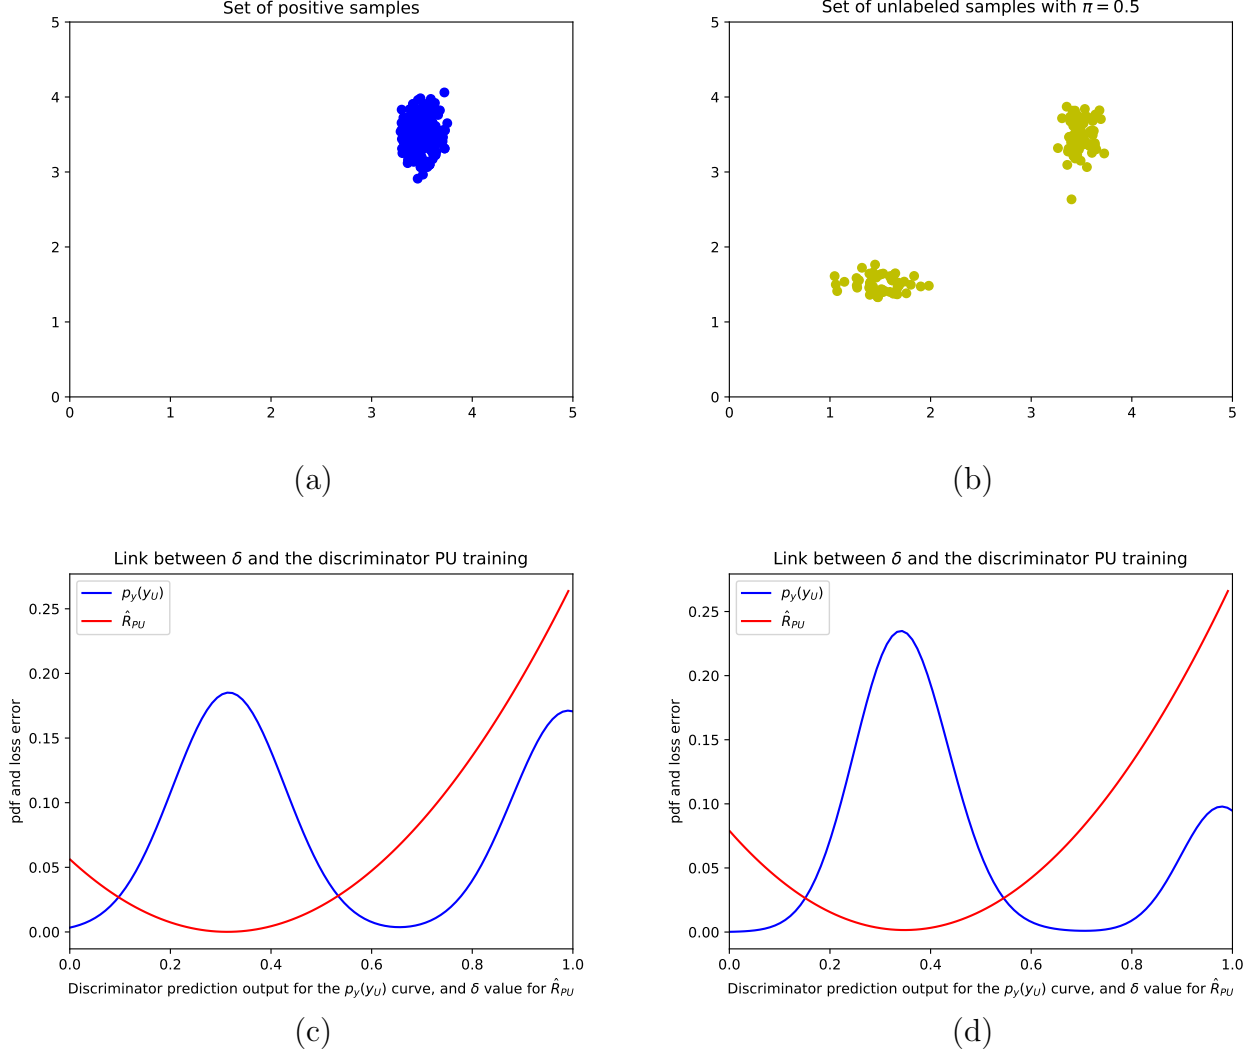 Set of positive samples
5
4
3
2
1
0
0 1 2 3 4 5
(a)
Set of unlabeled samples with π = 0.5
5
4
3
2
1
0
0 1 2 3 4 5
(b)
Link between δ and the discriminator PU training
p_y(y_U)
R̂_PU
pdf and loss error
0.25
0.20
0.15
0.10
0.05
0.00
0.0 0.2 0.4 0.6 0.8 1.0
Discriminator prediction output for the p_y(y_U) curve, and δ value for R̂_PU
(c)
Link between δ and the discriminator PU training
p_y(y_U)
R̂_PU
pdf and loss error
0.25
0.20
0.15
0.10
0.05
0.00
0.0 0.2 0.4 0.6 0.8 1.0
Discriminator prediction output for the p_y(y_U) curve, and δ value for R̂_PU
(d)